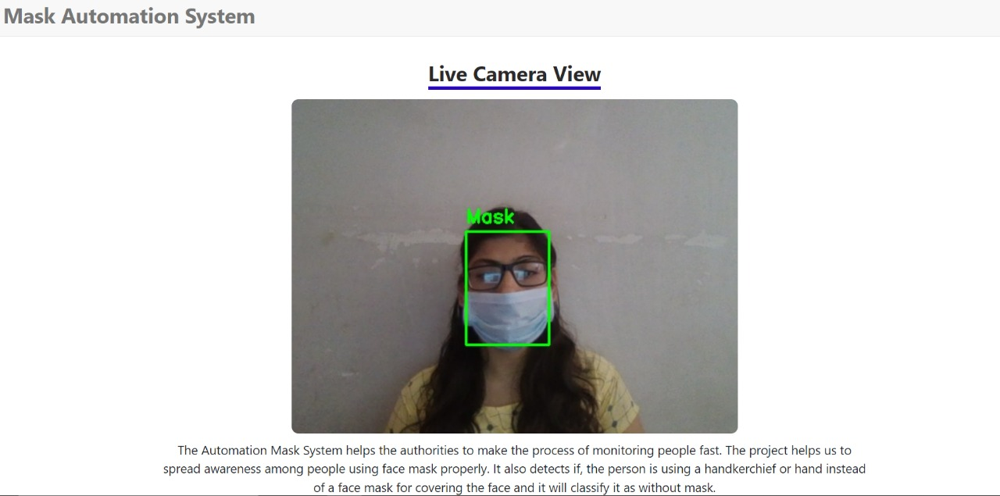 Mask Automation System
Live Camera View
Mask
The Automation Mask System helps the authorities to make the process of monitoring people fast. The project helps us to
spread awareness among people using face mask properly. It also detects if, the person is using a handkerchief or hand instead
of a face mask for covering the face and it will classify it as without mask.